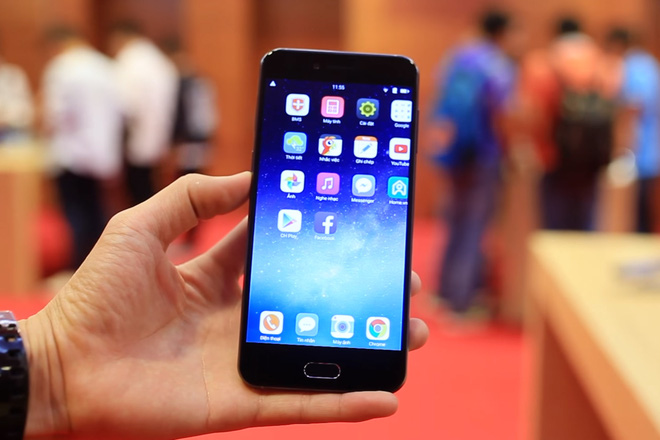 11:55
BMS Máy tính Cài đặt Google
Thời tiết Nhắc việc Ghi chép YouTube
Ảnh Nghe nhạc Messenger Home.vn
CH Play Facebook
Điện thoại Tin nhắn Máy ảnh Chrome